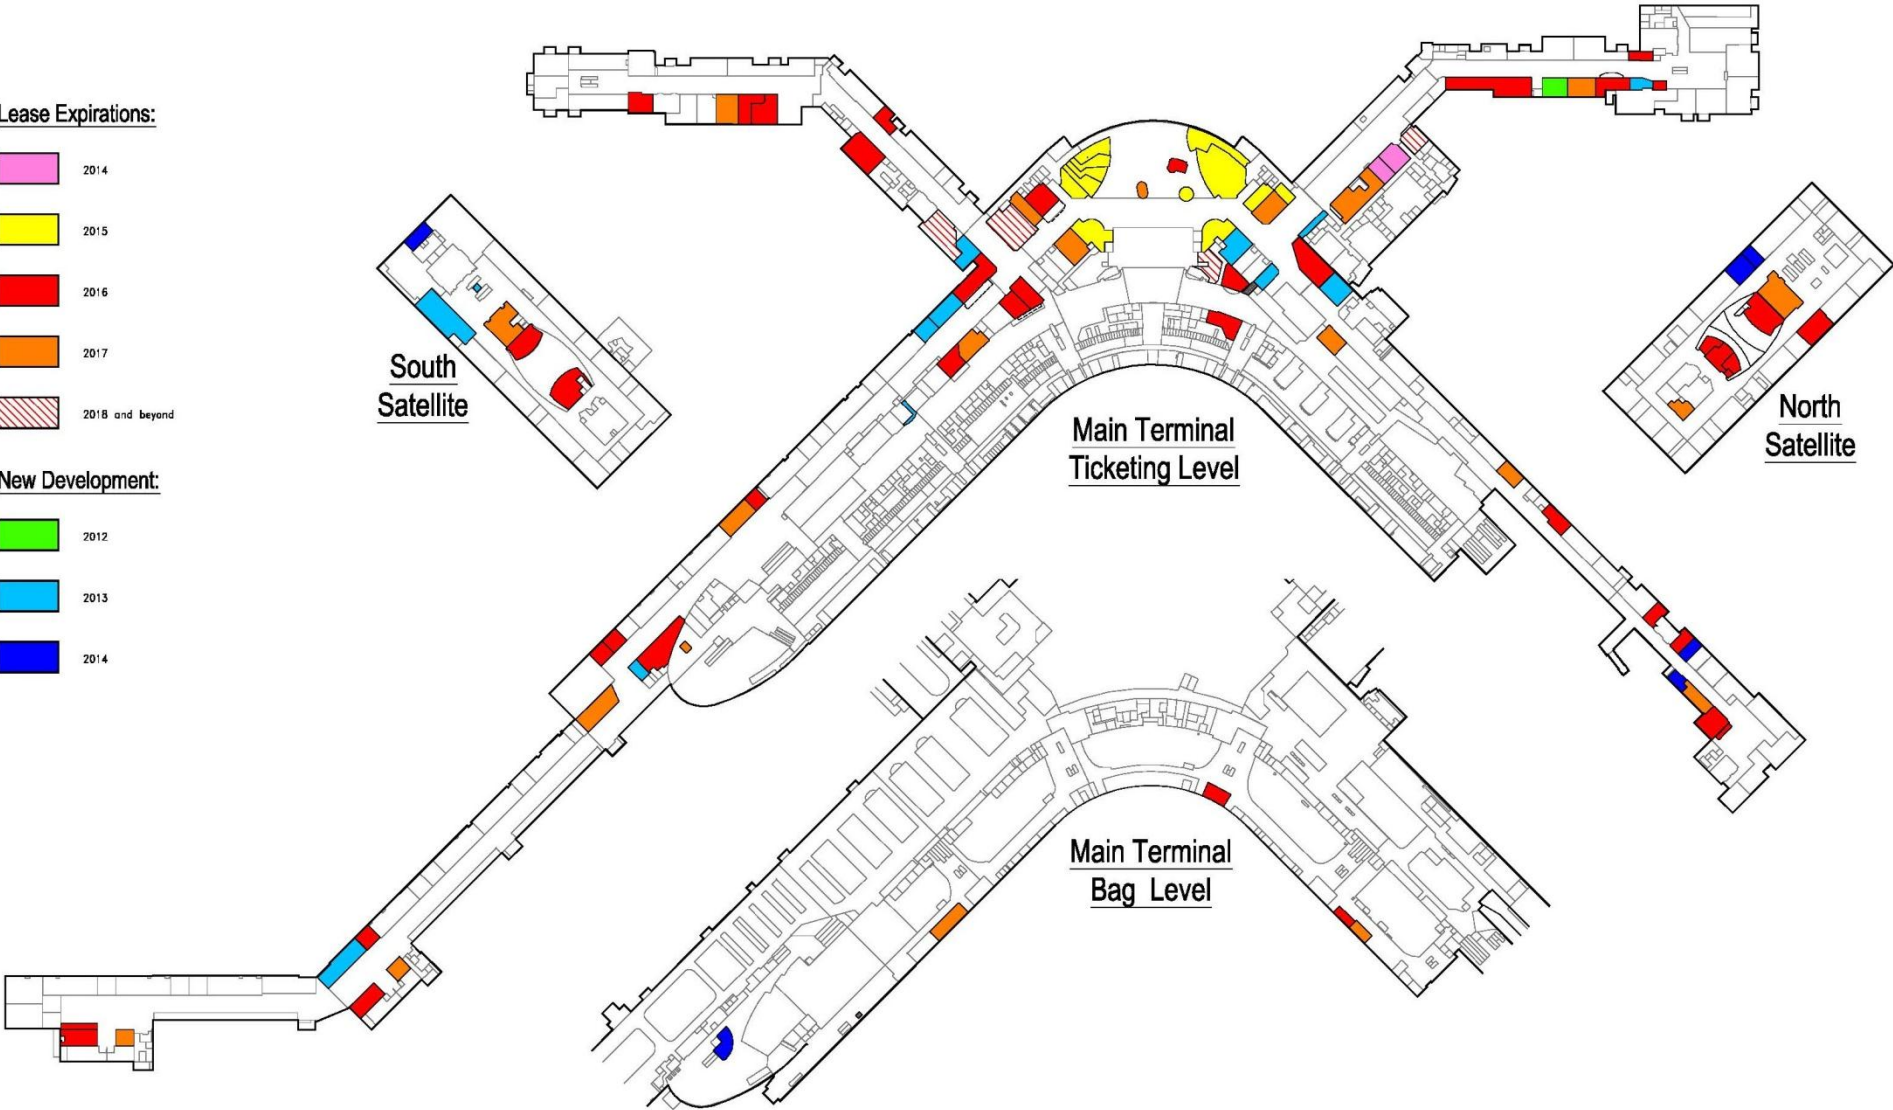 Lease Expirations:
2014
2015
2016
2017
2018 and beyond
New Development:
2012
2013
2014
South
Satellite
Main Terminal
Ticketing Level
North
Satellite
Main Terminal
Bag Level